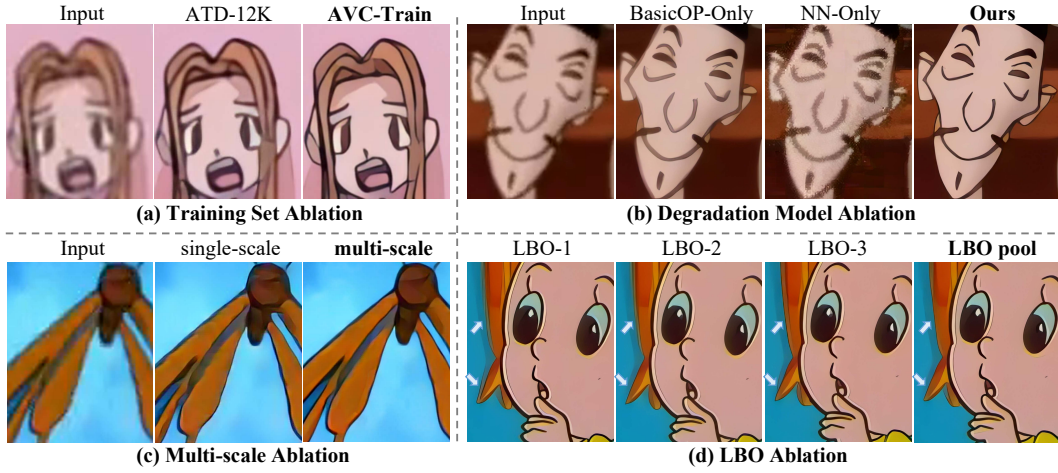 Input ATD-12K AVC-Train
(a) Training Set Ablation
Input BasicOP-Only NN-Only Ours
(b) Degradation Model Ablation
Input single-scale multi-scale
(c) Multi-scale Ablation
LBO-1 LBO-2 LBO-3 LBO pool
(d) LBO Ablation